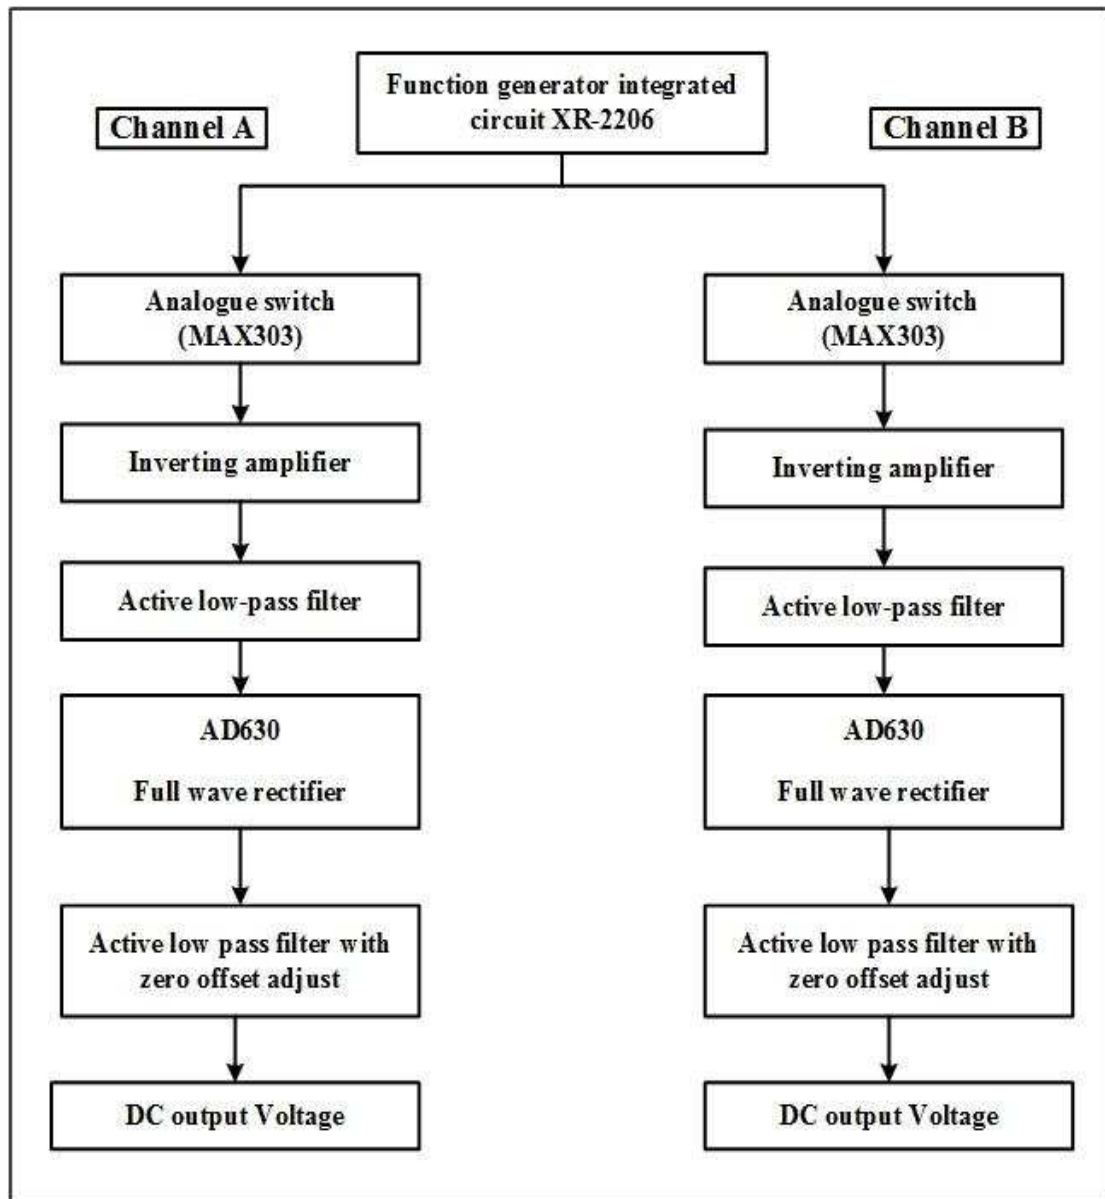 Function generator integrated
circuit XR-2206
Channel A
Channel B
Analogue switch
(MAX303)
Inverting amplifier
Active low-pass filter
AD630
Full wave rectifier
Active low pass filter with
zero offset adjust
DC output Voltage
Analogue switch
(MAX303)
Inverting amplifier
Active low-pass filter
AD630
Full wave rectifier
Active low pass filter with
zero offset adjust
DC output Voltage